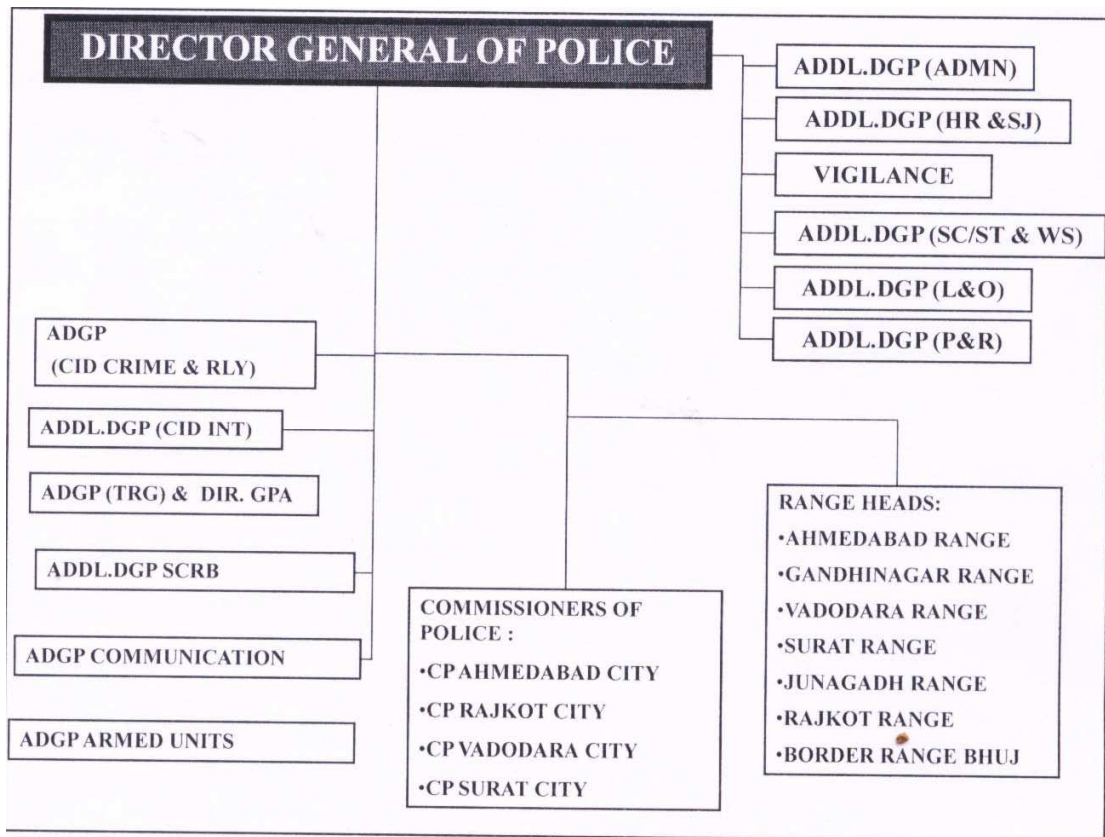 DIRECTOR GENERAL OF POLICE
ADDL.DGP (ADMN)
ADDL.DGP (HR &SJ)
VIGILANCE
ADDL.DGP (SC/ST & WS)
ADDL.DGP (L&O)
ADDL.DGP (P&R)
ADGP
(CID CRIME & RLY)
ADDL.DGP (CID INT)
ADGP (TRG) & DIR. GPA
ADDL.DGP SCRB
ADGP COMMUNICATION
ADGP ARMED UNITS
COMMISSIONERS OF
POLICE :
•CP AHMEDABAD CITY
•CP RAJKOT CITY
•CP VADODARA CITY
•CP SURAT CITY
RANGE HEADS:
•AHMEDABAD RANGE
•GANDHINAGAR RANGE
•VADODARA RANGE
•SURAT RANGE
•JUNAGADH RANGE
•RAJKOT RANGE
•BORDER RANGE BHUJ